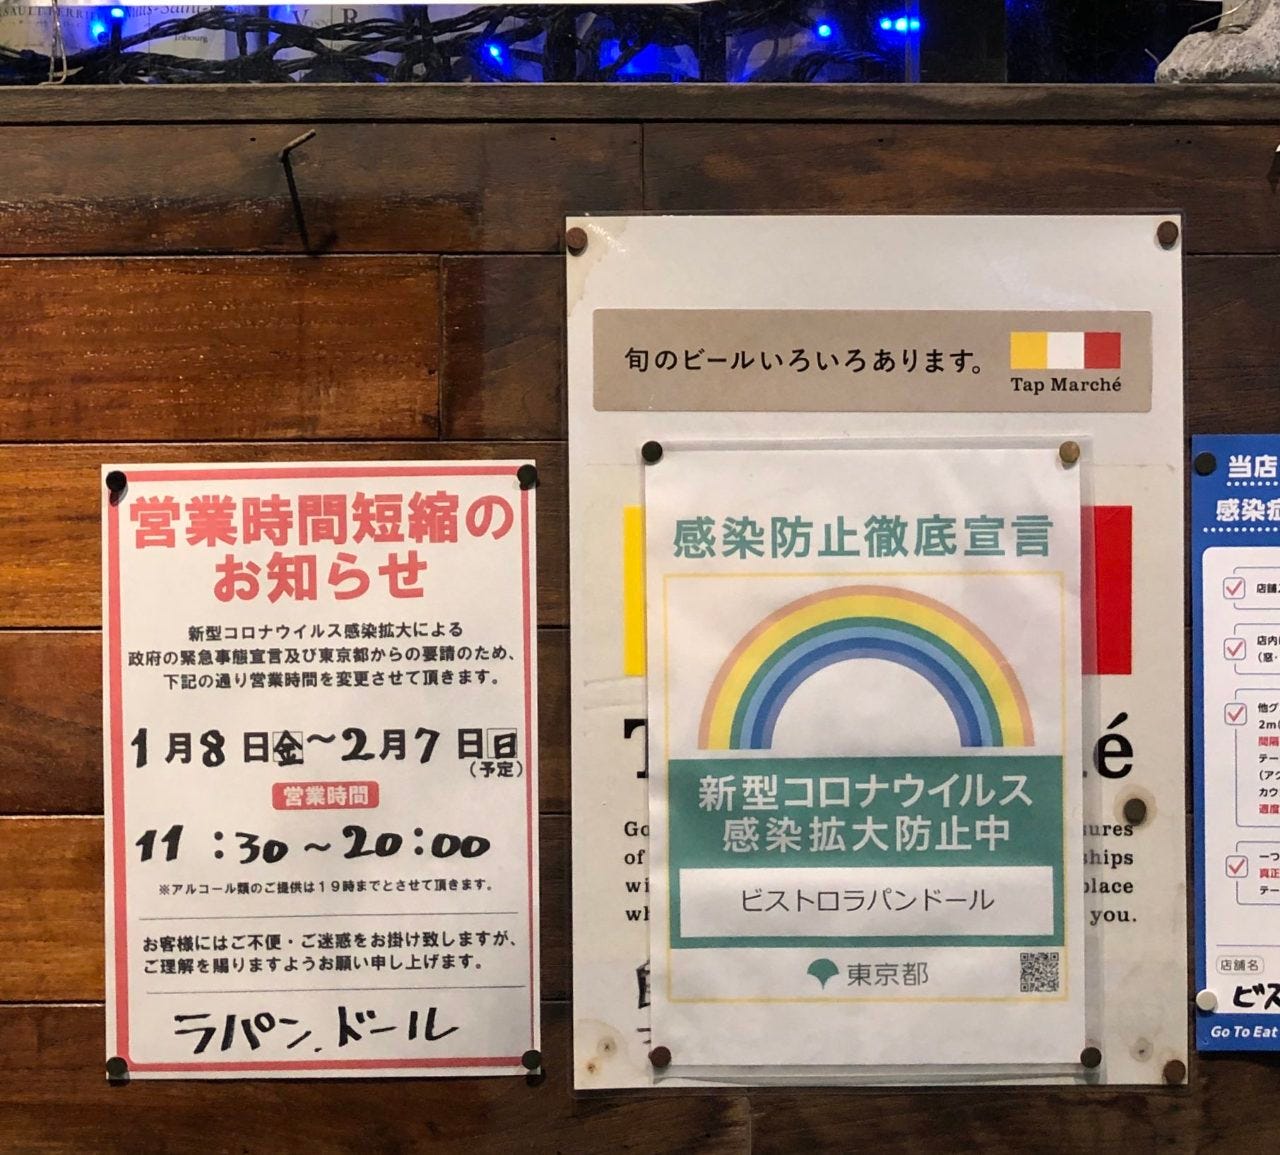 営業時間短縮の
お知らせ
新型コロナウイルス感染拡大による
政府の緊急事態宣言及び東京都からの要請のため、
下記の通り営業時間を変更させて頂きます。
1月8日金～2月7日日
(予定)
営業時間
11:30～20:00
※アルコール類のご提供は19時までとさせて頂きます。
お客様にはご不便・ご迷惑をお掛け致しますが、
ご理解を賜りますようお願い申し上げます。
ラパン.ドール
旬のビールいろいろあります。
Tap Marché
感染防止徹底宣言
新型コロナウイルス
感染拡大防止中
ビストロラパンドール
東京都
é
of
you.
当店
店舗名
Go To Eat